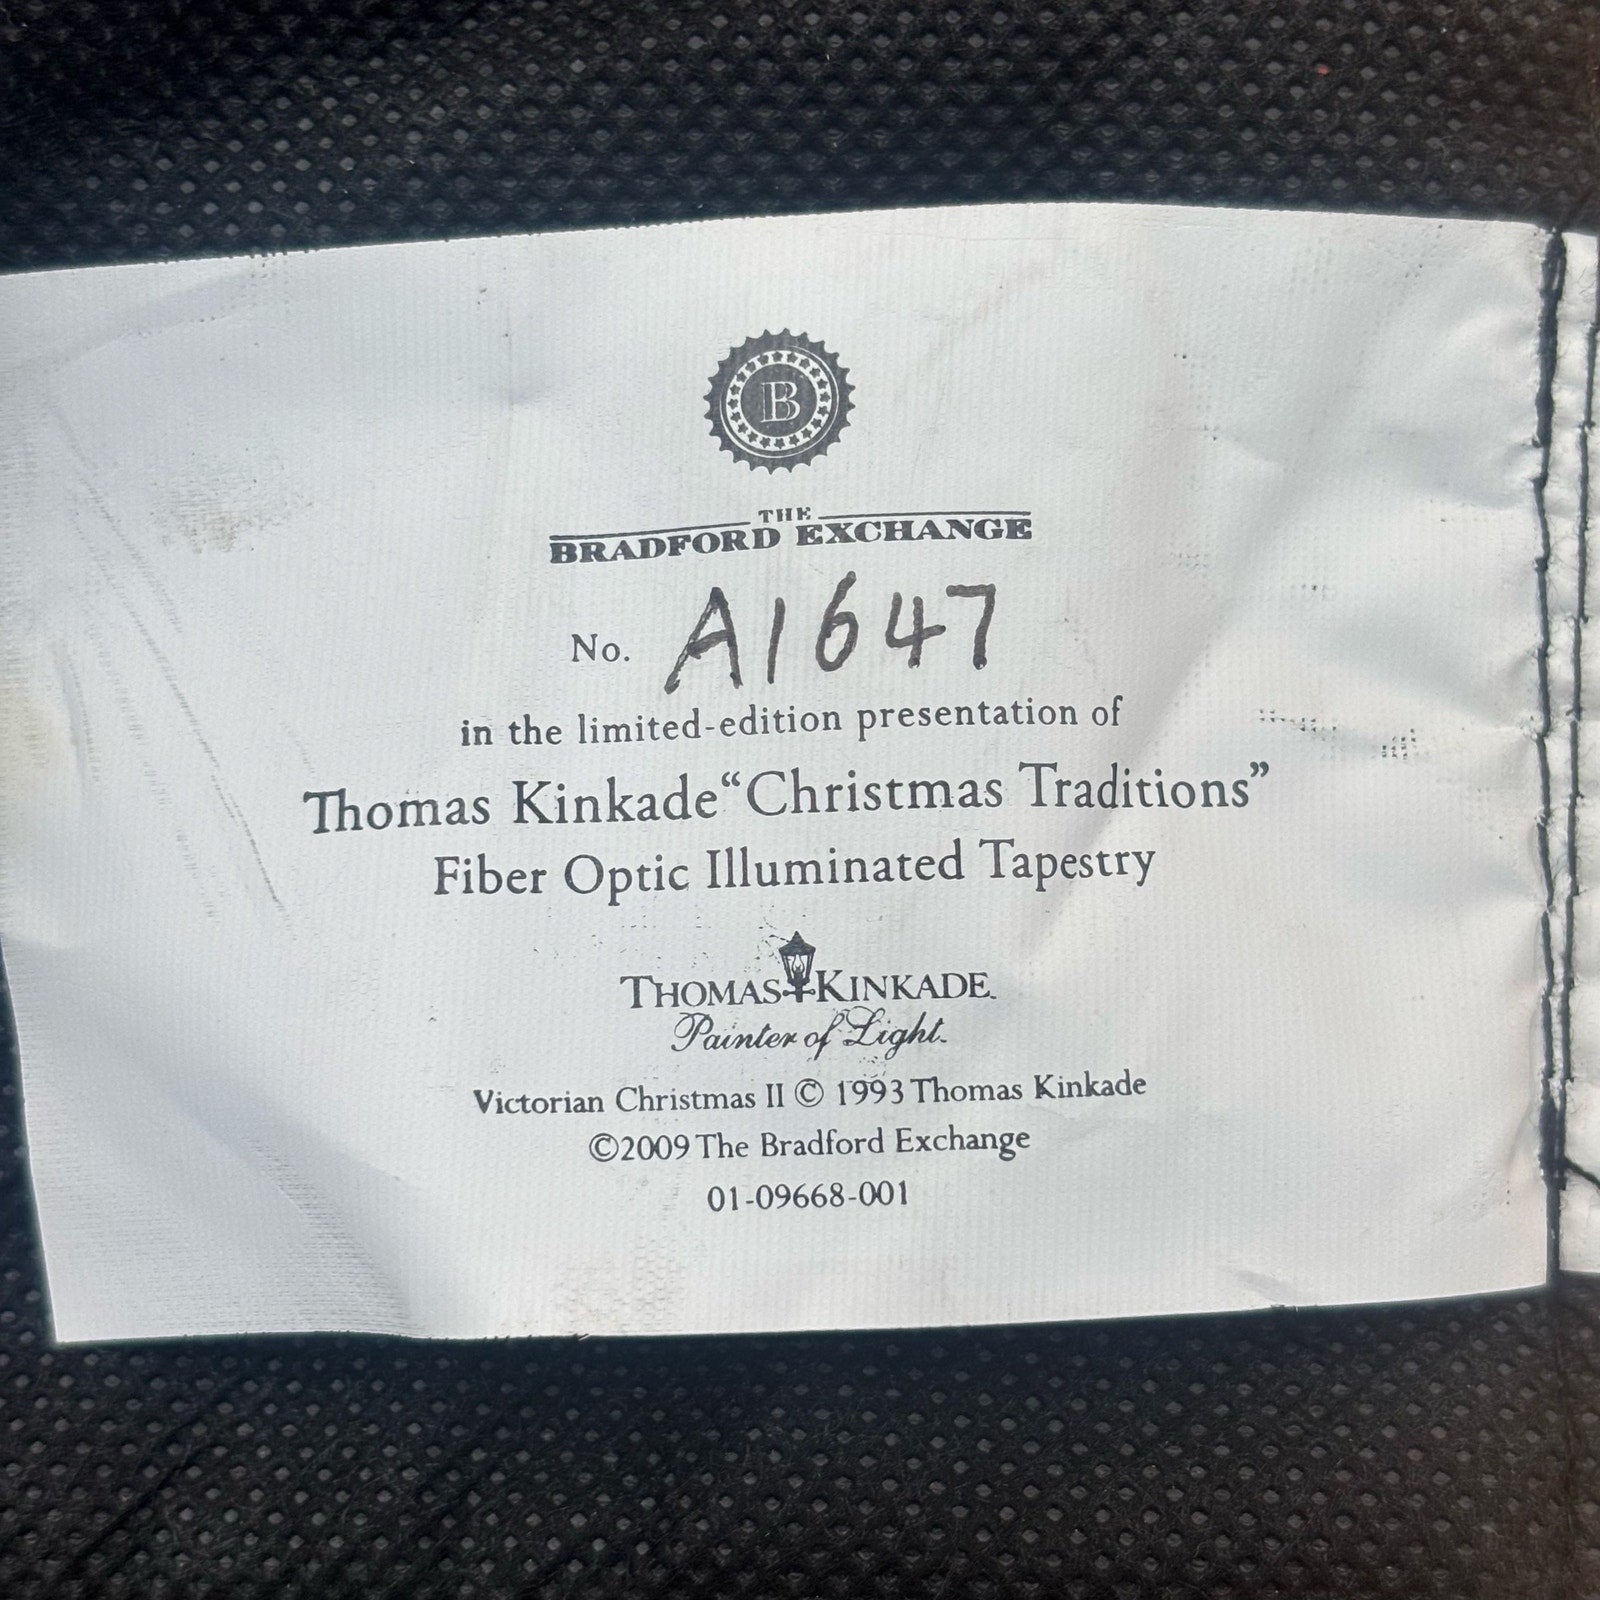 B
THE
BRADFORD EXCHANGE
No. A1647
in the limited-edition presentation of
Thomas Kinkade “Christmas Traditions”
Fiber Optic Illuminated Tapestry
THOMAS KINKADE
Painter of Light
Victorian Christmas II © 1993 Thomas Kinkade
©2009 The Bradford Exchange
01-09668-001